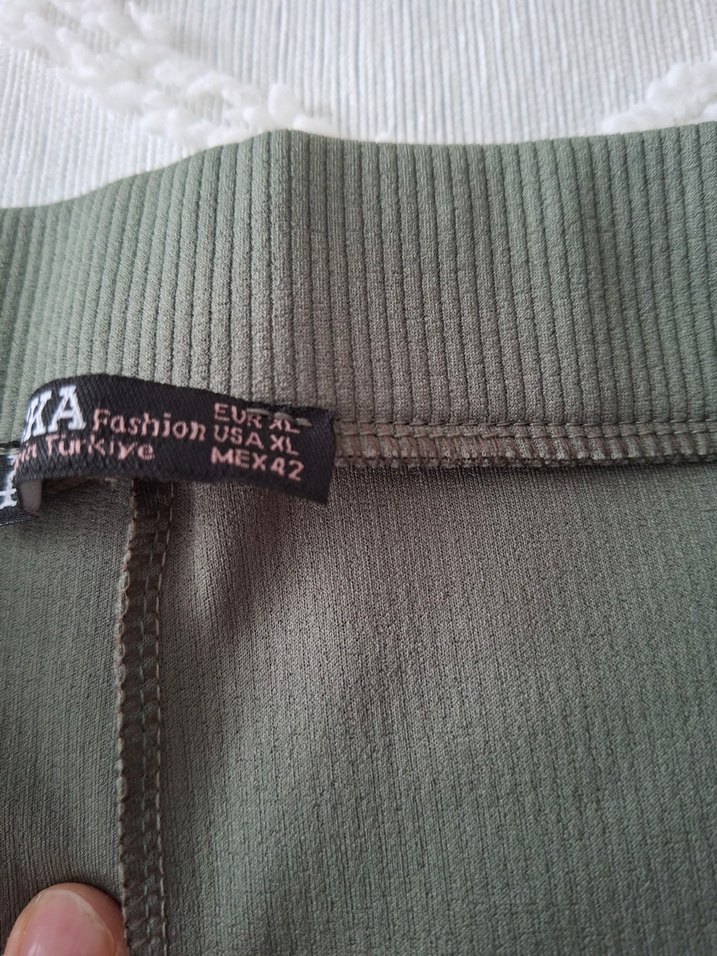 KA Fashion EUR XL
USA XL
Türkiye MEX 42